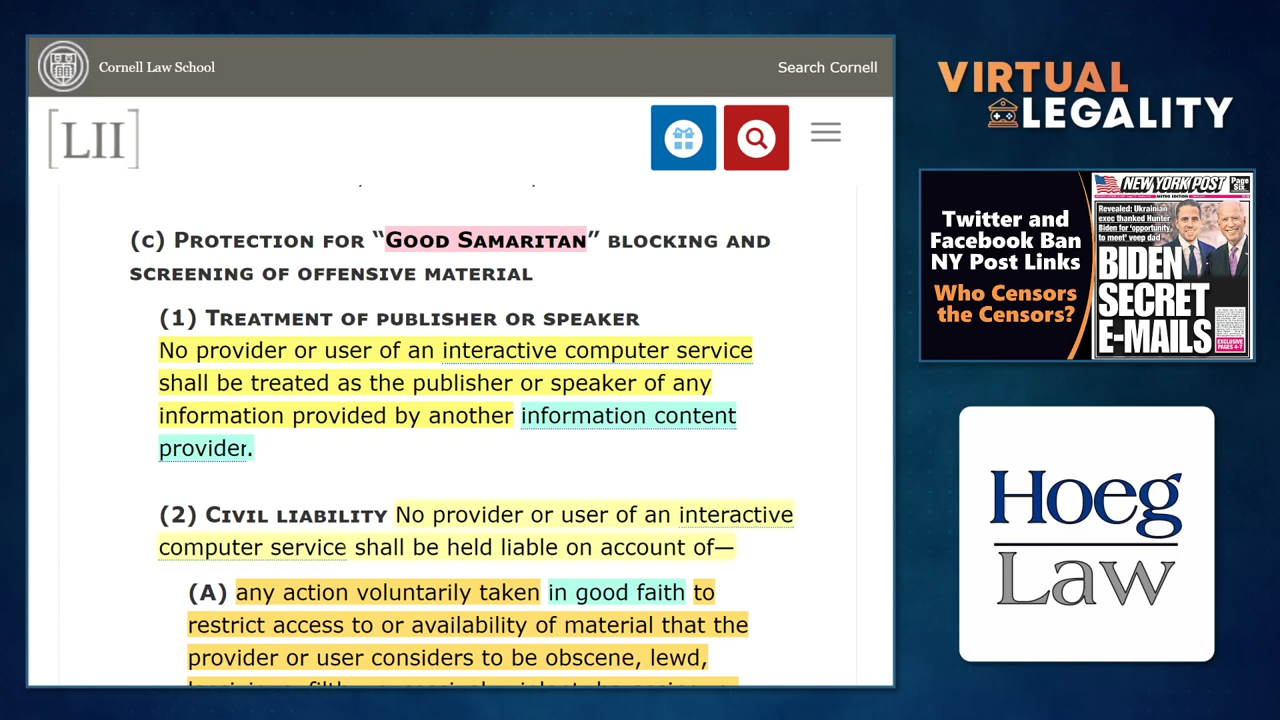 Cornell Law School
Search Cornell
[LII]
(c) PROTECTION FOR “GOOD SAMARITAN” BLOCKING AND
SCREENING OF OFFENSIVE MATERIAL
(1) TREATMENT OF PUBLISHER OR SPEAKER
No provider or user of an interactive computer service
shall be treated as the publisher or speaker of any
information provided by another information content
provider.
(2) CIVIL LIABILITY No provider or user of an interactive
computer service shall be held liable on account of—
(A) any action voluntarily taken in good faith to
restrict access to or availability of material that the
provider or user considers to be obscene, lewd,
VIRTUAL
LEGALITY
Twitter and
Facebook Ban
NY Post Links
Who Censors
the Censors?
NEW YORK POST
Page
Six
METRO EDITION
Revealed: Ukrainian
exec thanked Hunter
Biden for ‘opportunity
to meet’ veep dad
BIDEN
SECRET
E-MAILS
EXCLUSIVE
PAGES 4-7
Hoeg
Law